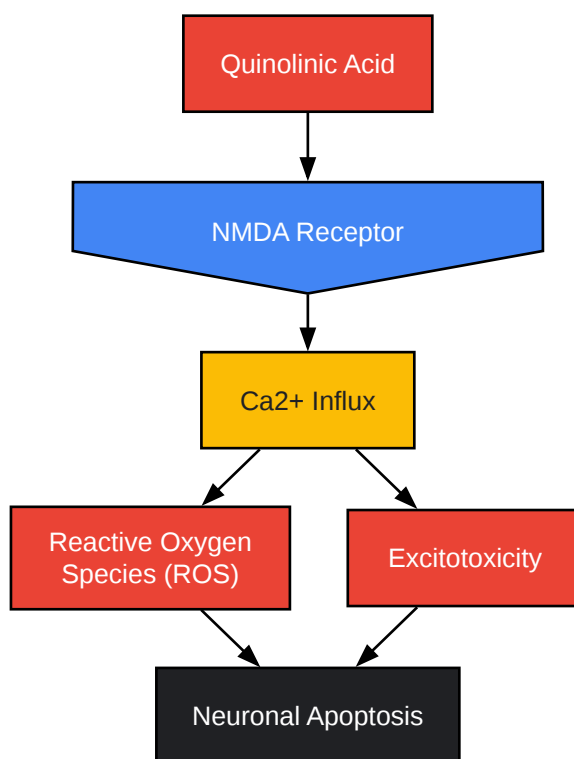 Quinolinic Acid
NMDA Receptor
Ca2+ Influx
Reactive Oxygen
Species (ROS)
Excitotoxicity
Neuronal Apoptosis